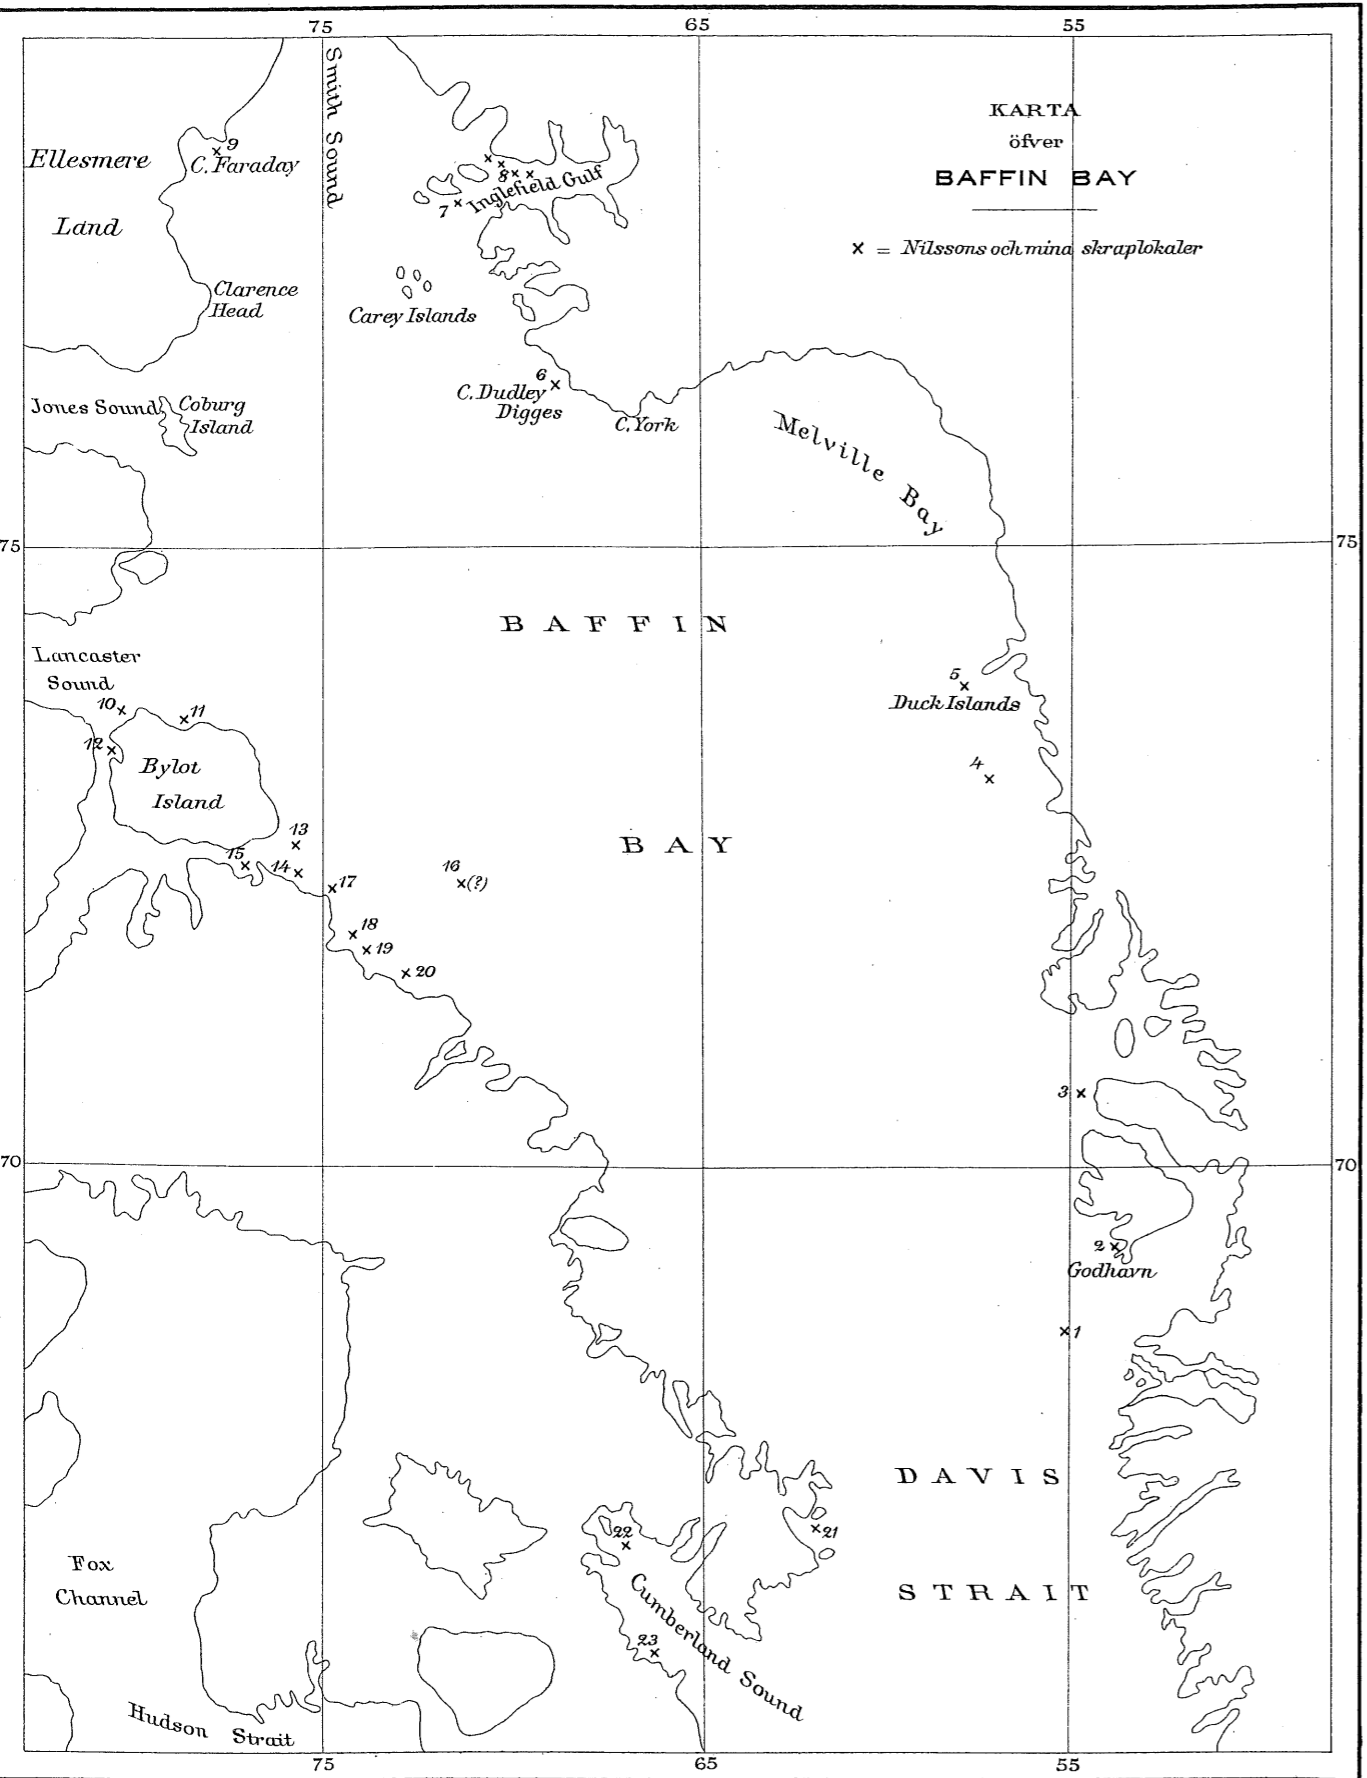 75 65 55
KARTA
öfver
BAFFIN BAY
× = Nilssons och mina skraplokaler
Smith Sound
Ellesmere
Land
9
C. Faraday
8
7
Inglefield Gulf
Clarence
Head
Carey Islands
6
C. Dudley
Digges
C. York
Jones Sound
Coburg
Island
Melville Bay
75 75
BAFFIN
BAY
Lancaster
Sound
10
11
12
Bylot
Island
5
Duck Islands
4
13
15
14
17
16
(?)
18
19
20
3
70 70
2
Godhavn
1
DAVIS
STRAIT
21
22
Cumberland Sound
23
Fox
Channel
Hudson Strait
75 65 55